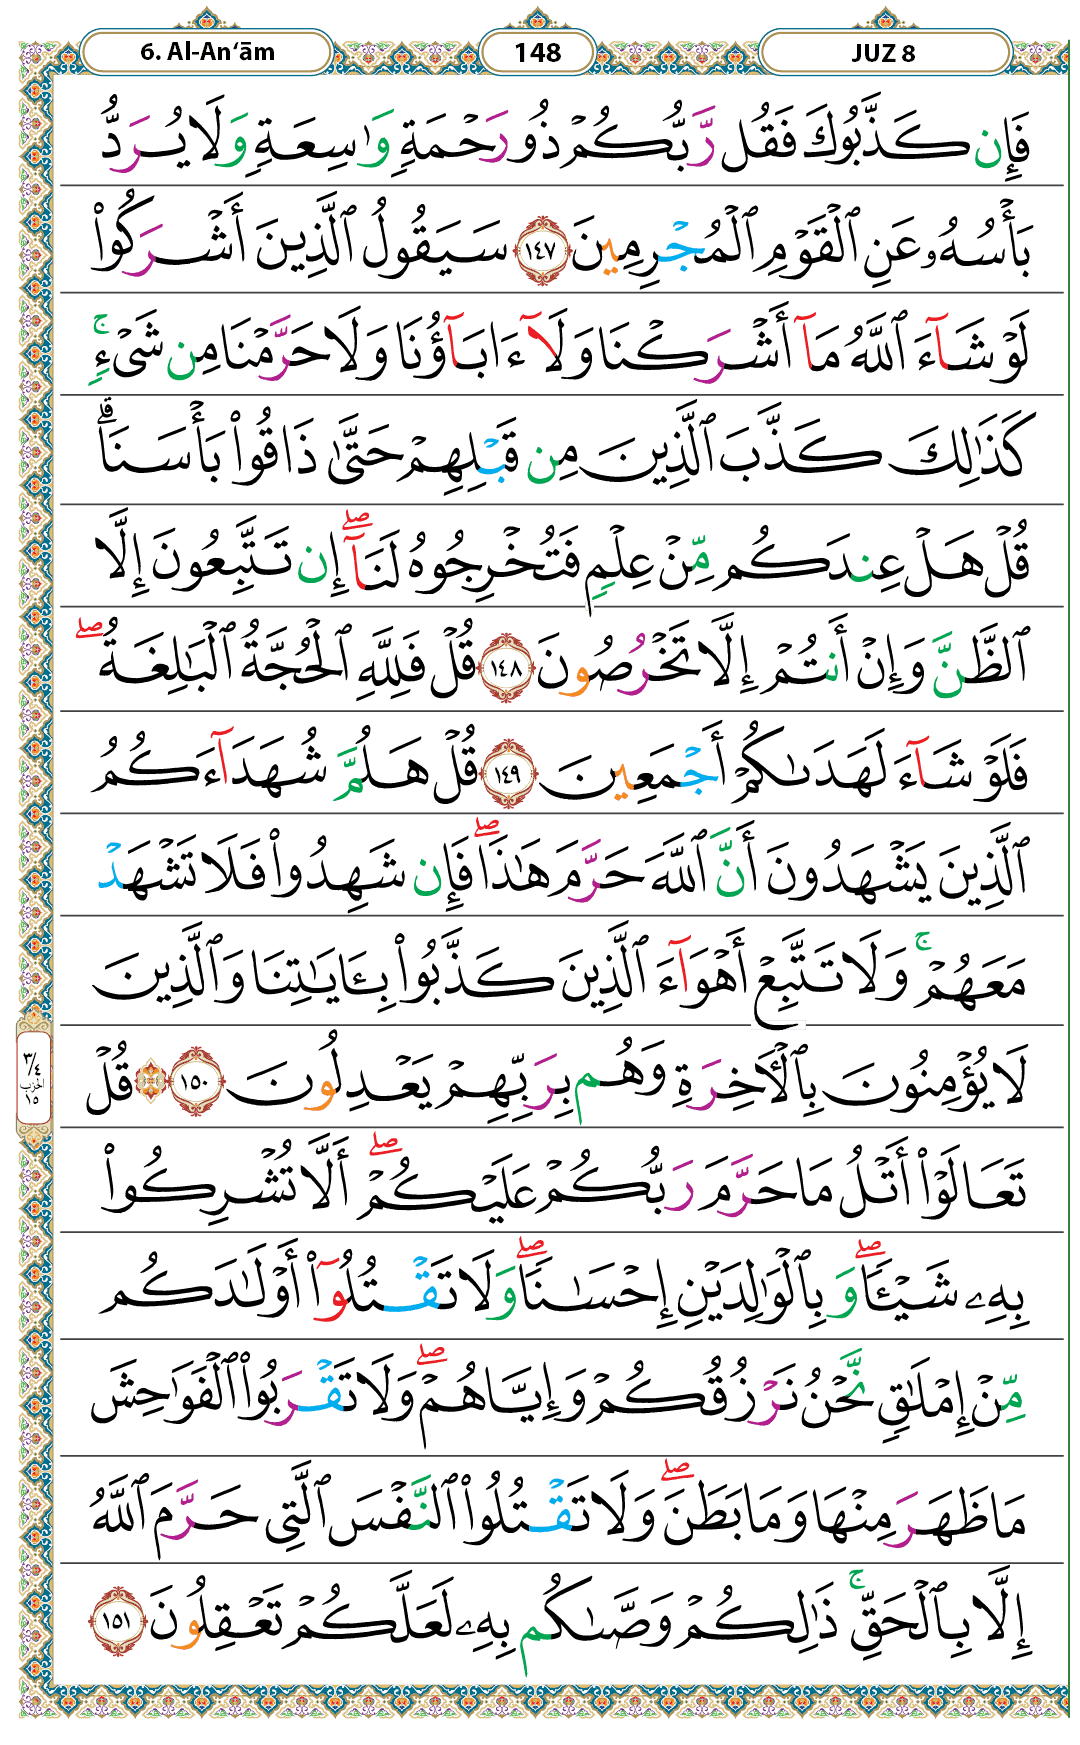 6. Al-An‘ām
148
JUZ 8
فَإِن كَذَّبُوكَ فَقُل رَّبُّكُمْ ذُو رَحْمَةٍ وَٰسِعَةٍ وَلَا يُرَدُّ
بَأْسُهُۥ عَنِ ٱلْقَوْمِ ٱلْمُجْرِمِينَ ١٤٧ سَيَقُولُ ٱلَّذِينَ أَشْرَكُوا۟
لَوْ شَآءَ ٱللَّهُ مَآ أَشْرَكْنَا وَلَآ ءَابَآؤُنَا وَلَا حَرَّمْنَا مِن شَىْءٍ ۚ
كَذَٰلِكَ كَذَّبَ ٱلَّذِينَ مِن قَبْلِهِمْ حَتَّىٰ ذَاقُوا۟ بَأْسَنَا ۗ
قُلْ هَلْ عِندَكُم مِّنْ عِلْمٍ فَتُخْرِجُوهُ لَنَآ ۖ إِن تَتَّبِعُونَ إِلَّا
ٱلظَّنَّ وَإِنْ أَنتُمْ إِلَّا تَخْرُصُونَ ١٤٨ قُلْ فَلِلَّهِ ٱلْحُجَّةُ ٱلْبَٰلِغَةُ ۖ
فَلَوْ شَآءَ لَهَدَىٰكُمْ أَجْمَعِينَ ١٤٩ قُلْ هَلُمَّ شُهَدَآءَكُمُ
ٱلَّذِينَ يَشْهَدُونَ أَنَّ ٱللَّهَ حَرَّمَ هَٰذَا ۖ فَإِن شَهِدُوا۟ فَلَا تَشْهَدْ
مَعَهُمْ ۚ وَلَا تَتَّبِعْ أَهْوَآءَ ٱلَّذِينَ كَذَّبُوا۟ بِـَٔايَٰتِنَا وَٱلَّذِينَ
لَا يُؤْمِنُونَ بِٱلْـَٔاخِرَةِ وَهُم بِرَبِّهِمْ يَعْدِلُونَ ١٥٠ قُلْ
٣/٤ الحزب ١٥
تَعَالَوْا۟ أَتْلُ مَا حَرَّمَ رَبُّكُمْ عَلَيْكُمْ ۖ أَلَّا تُشْرِكُوا۟
بِهِۦ شَيْـًٔا ۖ وَبِٱلْوَٰلِدَيْنِ إِحْسَٰنًا ۖ وَلَا تَقْتُلُوٓا۟ أَوْلَٰدَكُم
مِّنْ إِمْلَٰقٍ نَّحْنُ نَرْزُقُكُمْ وَإِيَّاهُمْ ۖ وَلَا تَقْرَبُوا۟ ٱلْفَوَٰحِشَ
مَا ظَهَرَ مِنْهَا وَمَا بَطَنَ ۖ وَلَا تَقْتُلُوا۟ ٱلنَّفْسَ ٱلَّتِى حَرَّمَ ٱللَّهُ
إِلَّا بِٱلْحَقِّ ۚ ذَٰلِكُمْ وَصَّىٰكُم بِهِۦ لَعَلَّكُمْ تَعْقِلُونَ ١٥١